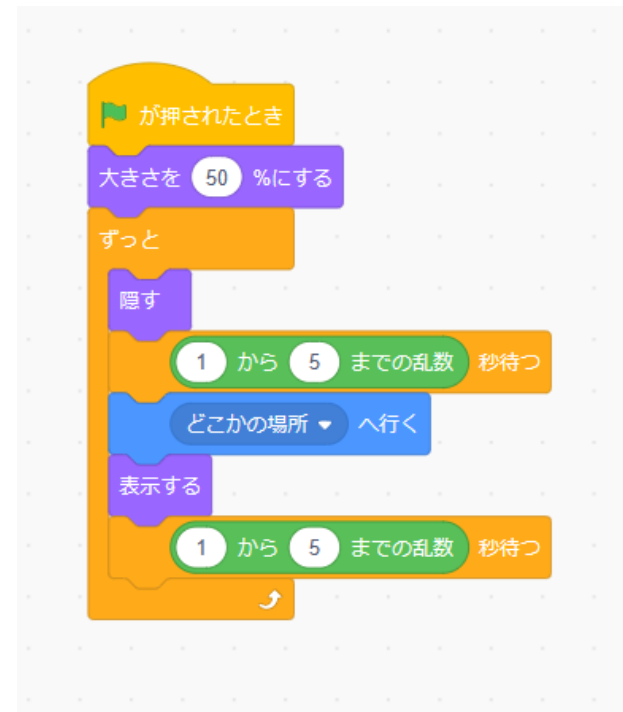 が押されたとき
大きさを 50 %にする
ずっと
隠す
1 から 5 までの乱数 秒待つ
どこかの場所 へ行く
表示する
1 から 5 までの乱数 秒待つ